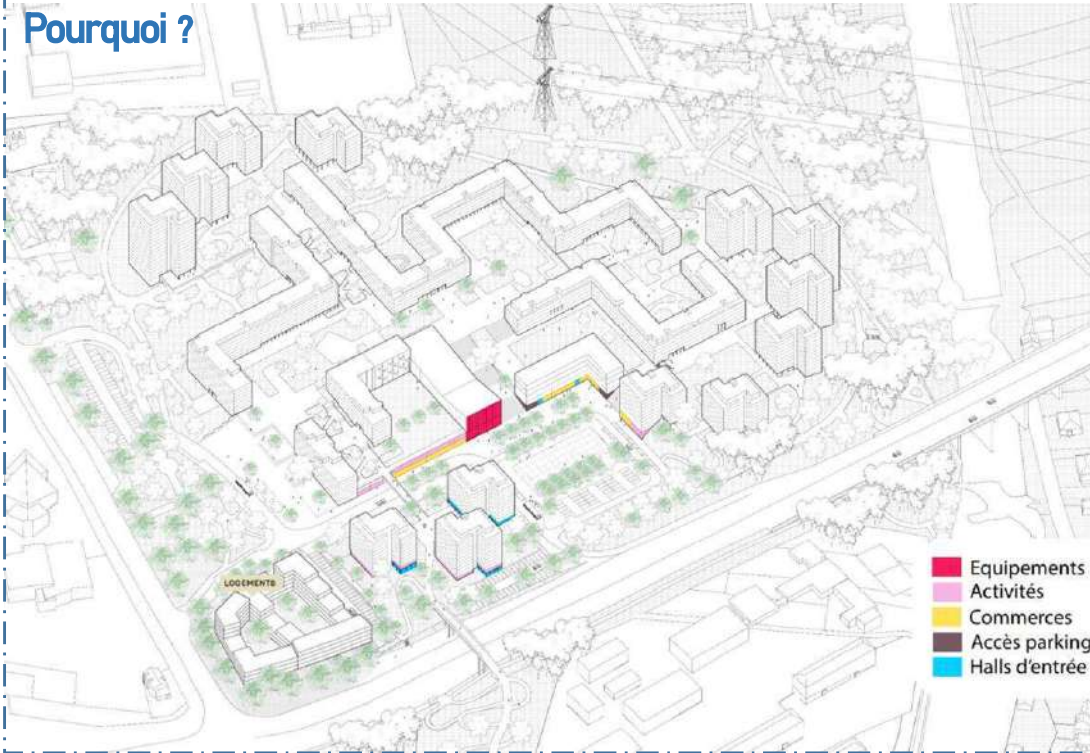 Pourquoi ?
LOGEMENTS
Equipements
Activités
Commerces
Accès parking
Halls d'entrée